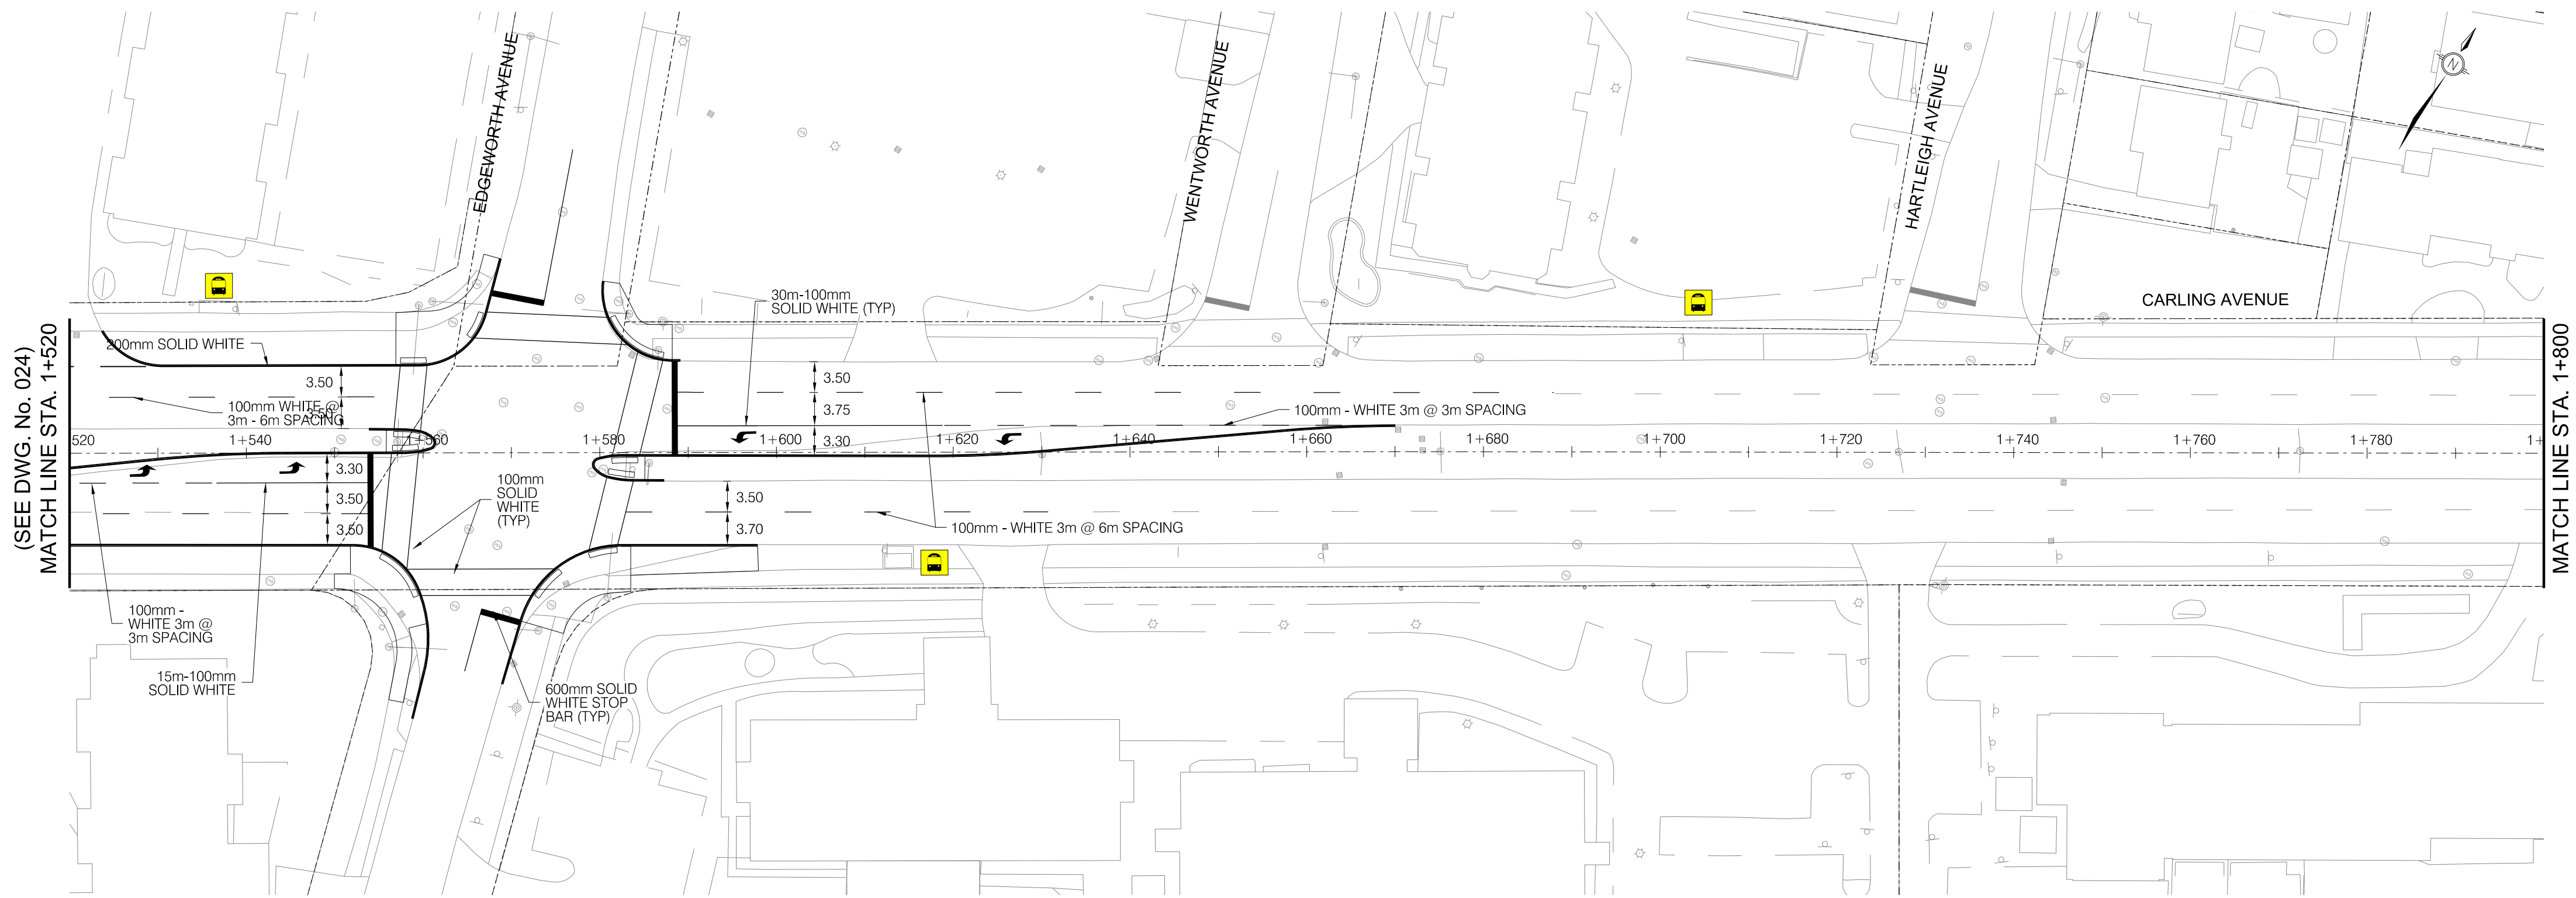 EDGEWORTH AVENUE
WENTWORTH AVENUE
HARTLEIGH AVENUE
N
CARLING AVENUE
(SEE DWG. No. 024)
MATCH LINE STA. 1+520
MATCH LINE STA. 1+800
30m-100mm
SOLID WHITE (TYP)
200mm SOLID WHITE
3.50
3.50
100mm WHITE @
3m - 6m SPACING
3.50
3.75
3.30
100mm - WHITE 3m @ 3m SPACING
520
1+540
1+560
1+580
1+600
1+620
1+640
1+660
1+680
1+700
1+720
1+740
1+760
1+780
1+
3.30
3.50
3.50
100mm
SOLID
WHITE
(TYP)
3.50
3.70
100mm - WHITE 3m @ 6m SPACING
100mm -
WHITE 3m @
3m SPACING
15m-100mm
SOLID WHITE
600mm SOLID
WHITE STOP
BAR (TYP)